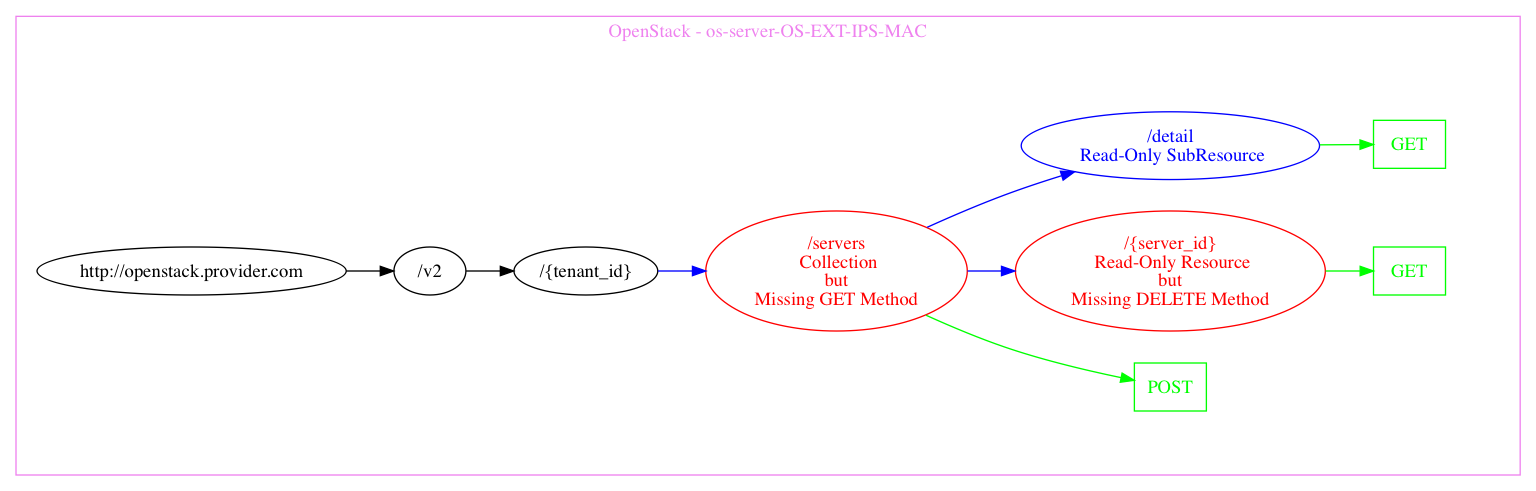 OpenStack - os-server-OS-EXT-IPS-MAC
http://openstack.provider.com
/v2
/{tenant_id}
/servers
Collection
but
Missing GET Method
/detail
Read-Only SubResource
GET
/{server_id}
Read-Only Resource
but
Missing DELETE Method
GET
POST